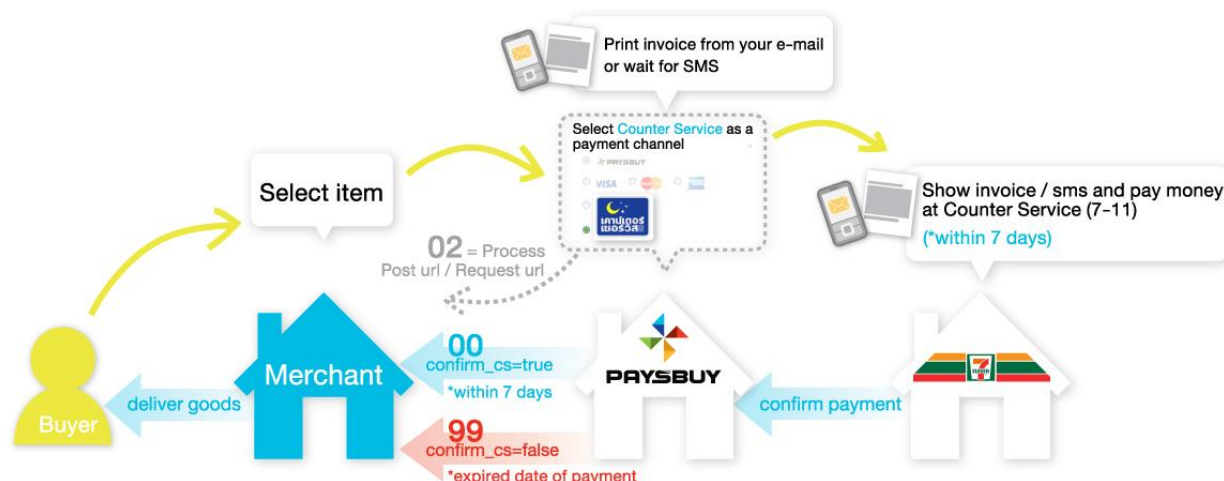 Print invoice from your e-mail
or wait for SMS
Select Counter Service as a
payment channel
PAYSBUY
VISA
เคาน์เตอร์
เซอร์วิส
Select item
Show invoice / sms and pay money
at Counter Service (7-11)
(*within 7 days)
02 = Process
Post url / Request url
00
confirm_cs=true
*within 7 days
99
confirm_cs=false
*expired date of payment
Buyer
deliver goods
Merchant
PAYSBUY
confirm payment
7